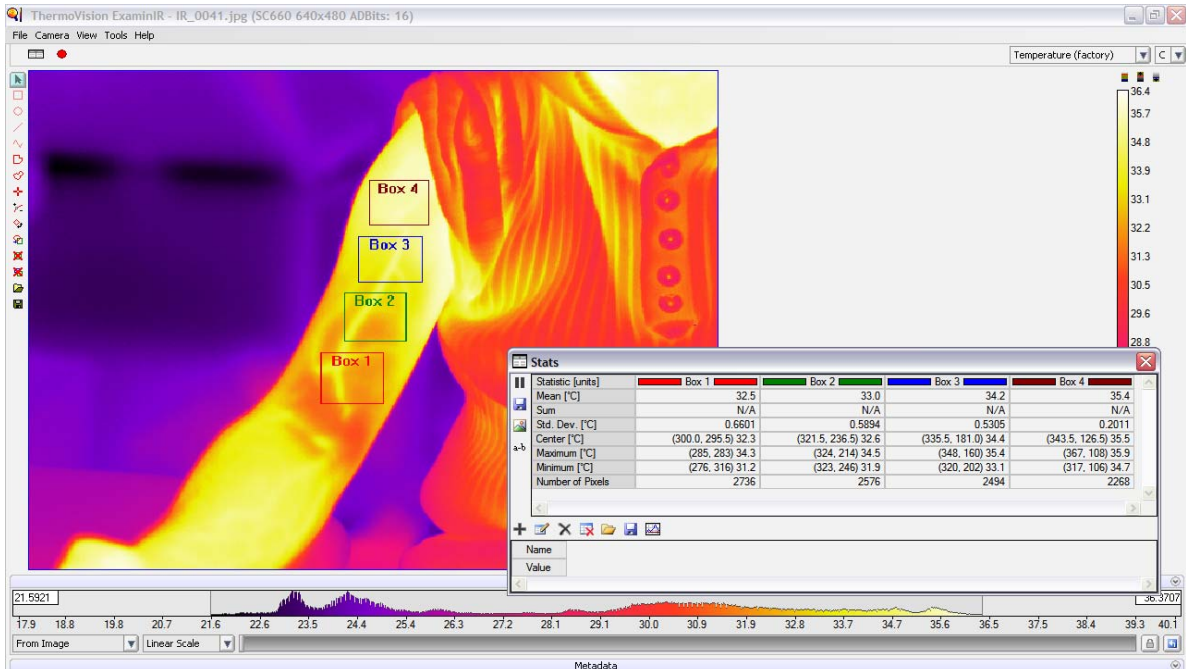 ThermoVision ExaminIR - IR_0041.jpg (SC660 640x480 ADBits: 16)
File Camera View Tools Help
Temperature (factory) C
36.4
35.7
34.8
33.9
33.1
32.2
31.3
30.5
29.6
28.8
Box 4
Box 3
Box 2
Box 1
Stats
Statistic [units] Box 1 Box 2 Box 3 Box 4
Mean [°C] 32.5 33.0 34.2 35.4
Sum N/A N/A N/A N/A
Std. Dev. [°C] 0.6601 0.5894 0.5305 0.2011
Center [°C] (300.0, 295.5) 32.3 (321.5, 236.5) 32.6 (335.5, 181.0) 34.4 (343.5, 126.5) 35.5
Maximum [°C] (285, 283) 34.3 (324, 214) 34.5 (348, 160) 35.4 (367, 108) 35.9
Minimum [°C] (276, 316) 31.2 (323, 246) 31.9 (320, 202) 33.1 (317, 106) 34.7
Number of Pixels 2736 2576 2494 2268
a-b
Name
Value
21.5921 36.3707
17.9 18.8 19.8 20.7 21.6 22.6 23.5 24.4 25.4 26.3 27.2 28.1 29.1 30.0 30.9 31.9 32.8 33.7 34.7 35.6 36.5 37.5 38.4 39.3 40.1
From Image Linear Scale
Metadata